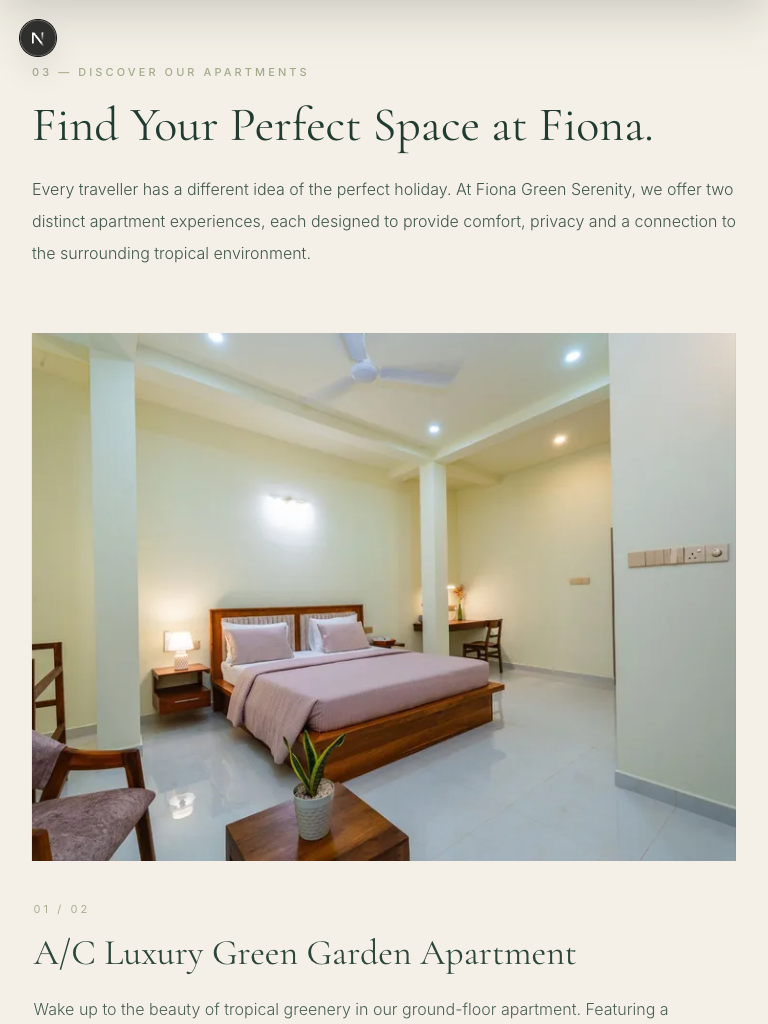 N
03 — DISCOVER OUR APARTMENTS
Find Your Perfect Space at Fiona.
Every traveller has a different idea of the perfect holiday. At Fiona Green Serenity, we offer two
distinct apartment experiences, each designed to provide comfort, privacy and a connection to
the surrounding tropical environment.
01 / 02
A/C Luxury Green Garden Apartment
Wake up to the beauty of tropical greenery in our ground-floor apartment. Featuring a